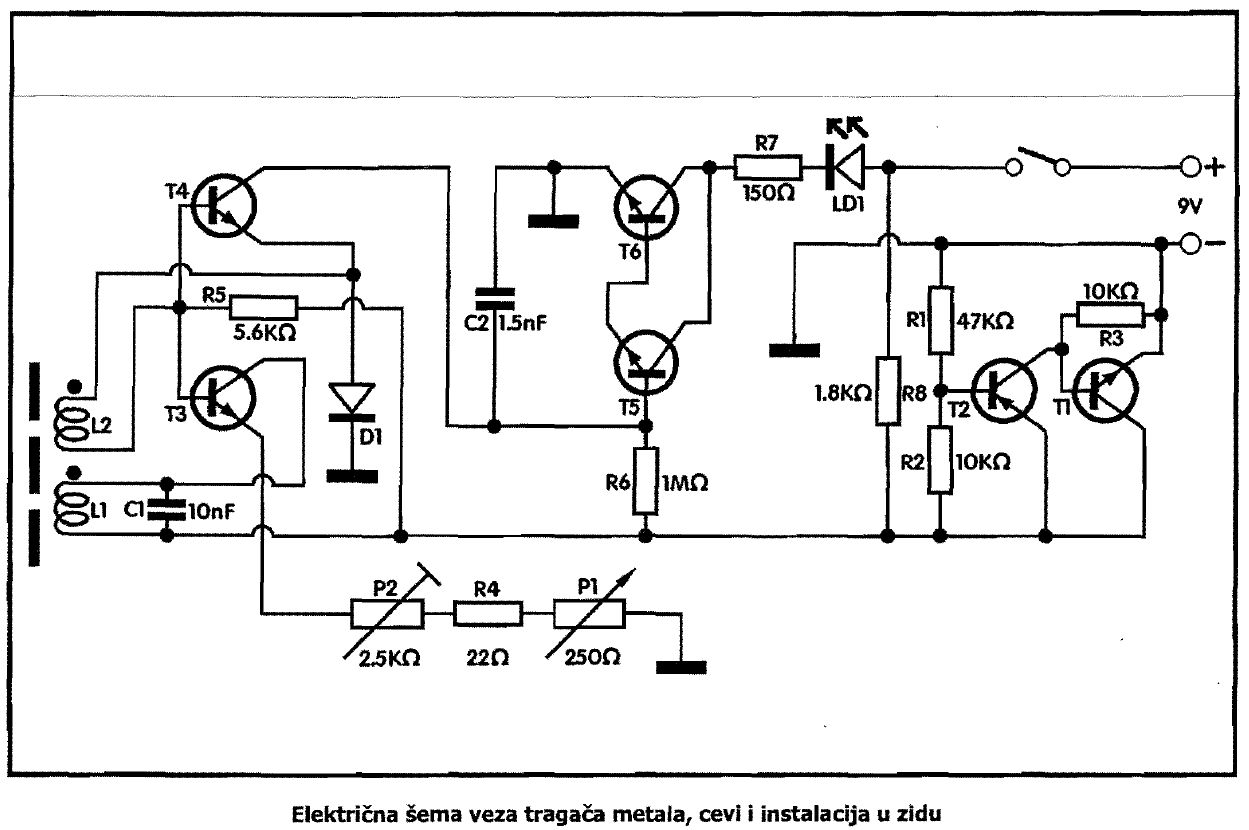 R7
150Ω
LD1
+
9V
−
T4
T6
R5
5.6KΩ
C2 1.5nF
10KΩ
R3
R1 47KΩ
T3
L2
D1
T5
1.8KΩ R8
T2
T1
R6 1MΩ
R2 10KΩ
L1 C1 10nF
P2 R4 P1
2.5KΩ 22Ω 250Ω
Električna šema veza tragača metala, cevi i instalacija u zidu